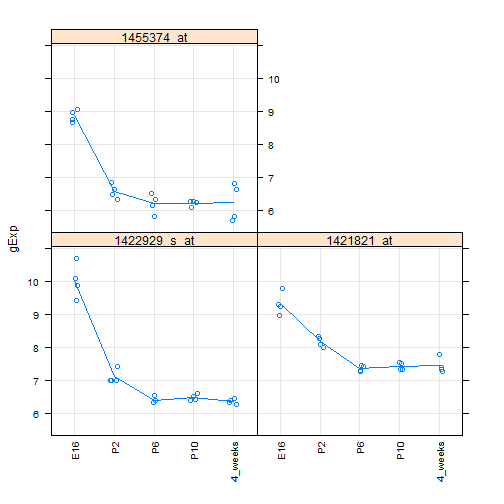 1455374_at
10
9
8
7
6
gExp
1422929_s_at
1421821_at
10
9
8
7
6
E16
P2
P6
P10
4_weeks
E16
P2
P6
P10
4_weeks